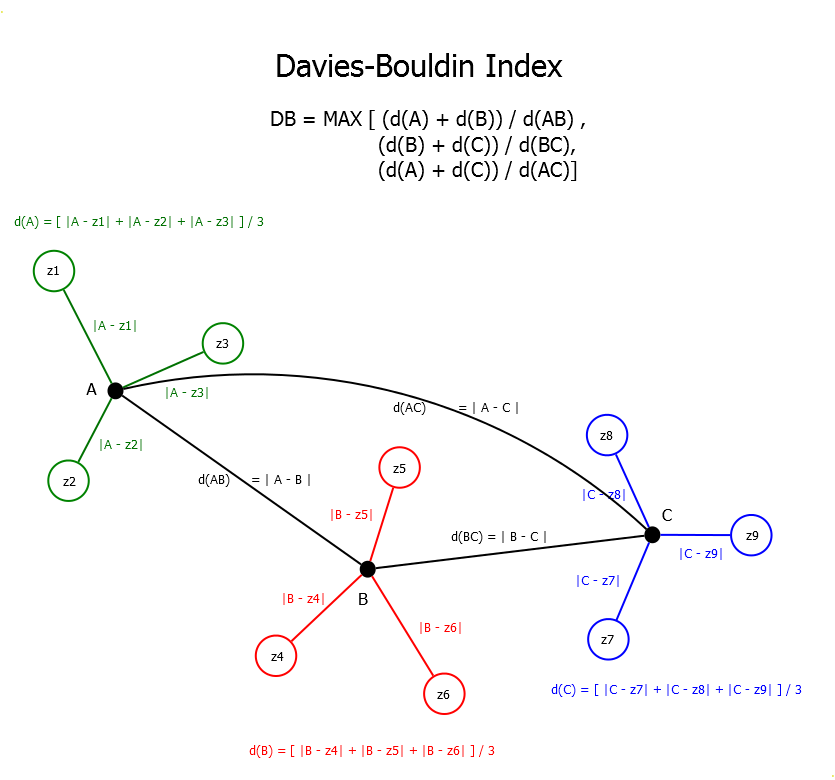 Davies-Bouldin Index
DB = MAX [ (d(A) + d(B)) / d(AB) ,
(d(B) + d(C)) / d(BC),
(d(A) + d(C)) / d(AC)]
d(A) = [ |A - z1| + |A - z2| + |A - z3| ] / 3
z1
|A - z1|
z3
A
|A - z3|
d(AC) = | A - C |
z8
|A - z2|
z5
z2
d(AB) = | A - B |
|C - z8|
|B - z5|
C
d(BC) = | B - C |
z9
|C - z9|
|C - z7|
B
|B - z4|
|B - z6|
z7
z4
z6
d(C) = [ |C - z7| + |C - z8| + |C - z9| ] / 3
d(B) = [ |B - z4| + |B - z5| + |B - z6| ] / 3